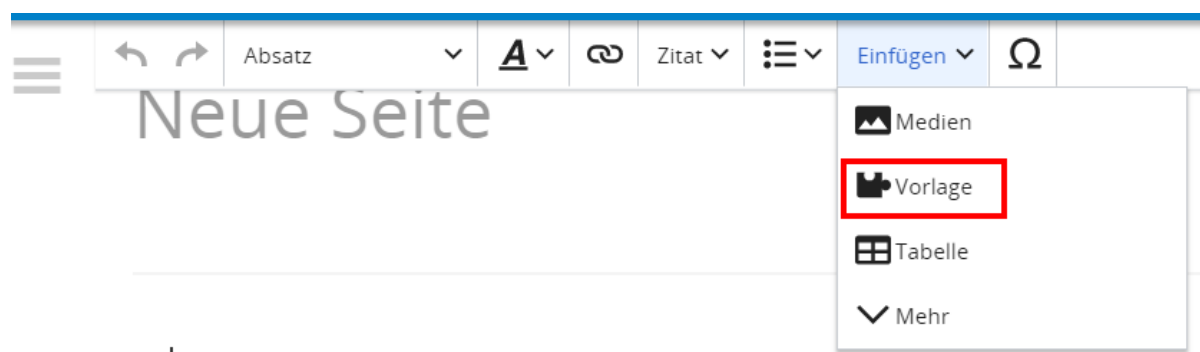 Absatz A Zitat Einfügen Ω
Neue Seite
Medien
Vorlage
Tabelle
Mehr